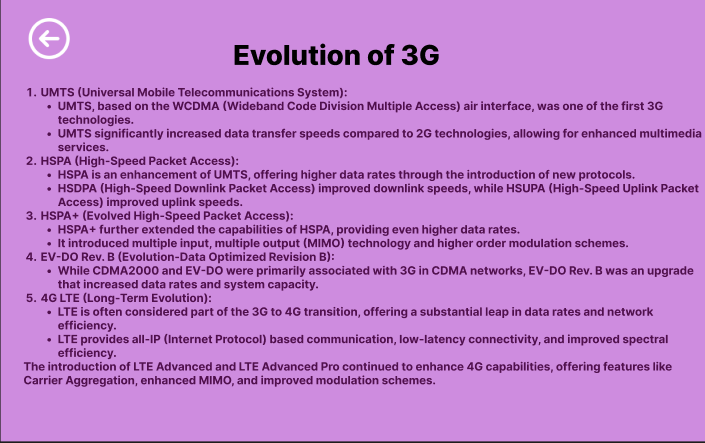 Evolution of 3G
1. UMTS (Universal Mobile Telecommunications System):
• UMTS, based on the WCDMA (Wideband Code Division Multiple Access) air interface, was one of the first 3G
technologies.
• UMTS significantly increased data transfer speeds compared to 2G technologies, allowing for enhanced multimedia
services.
2. HSPA (High-Speed Packet Access):
• HSPA is an enhancement of UMTS, offering higher data rates through the introduction of new protocols.
• HSDPA (High-Speed Downlink Packet Access) improved downlink speeds, while HSUPA (High-Speed Uplink Packet
Access) improved uplink speeds.
3. HSPA+ (Evolved High-Speed Packet Access):
• HSPA+ further extended the capabilities of HSPA, providing even higher data rates.
• It introduced multiple input, multiple output (MIMO) technology and higher order modulation schemes.
4. EV-DO Rev. B (Evolution-Data Optimized Revision B):
• While CDMA2000 and EV-DO were primarily associated with 3G in CDMA networks, EV-DO Rev. B was an upgrade
that increased data rates and system capacity.
5. 4G LTE (Long-Term Evolution):
• LTE is often considered part of the 3G to 4G transition, offering a substantial leap in data rates and network
efficiency.
• LTE provides all-IP (Internet Protocol) based communication, low-latency connectivity, and improved spectral
efficiency.
The introduction of LTE Advanced and LTE Advanced Pro continued to enhance 4G capabilities, offering features like
Carrier Aggregation, enhanced MIMO, and improved modulation schemes.